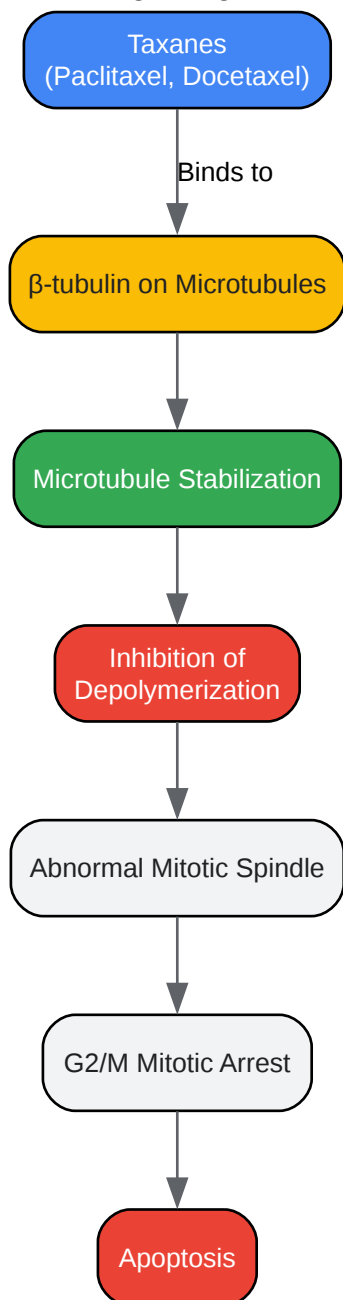 Taxanes
(Paclitaxel, Docetaxel)
Binds to
β-tubulin on Microtubules
Microtubule Stabilization
Inhibition of
Depolymerization
Abnormal Mitotic Spindle
G2/M Mitotic Arrest
Apoptosis